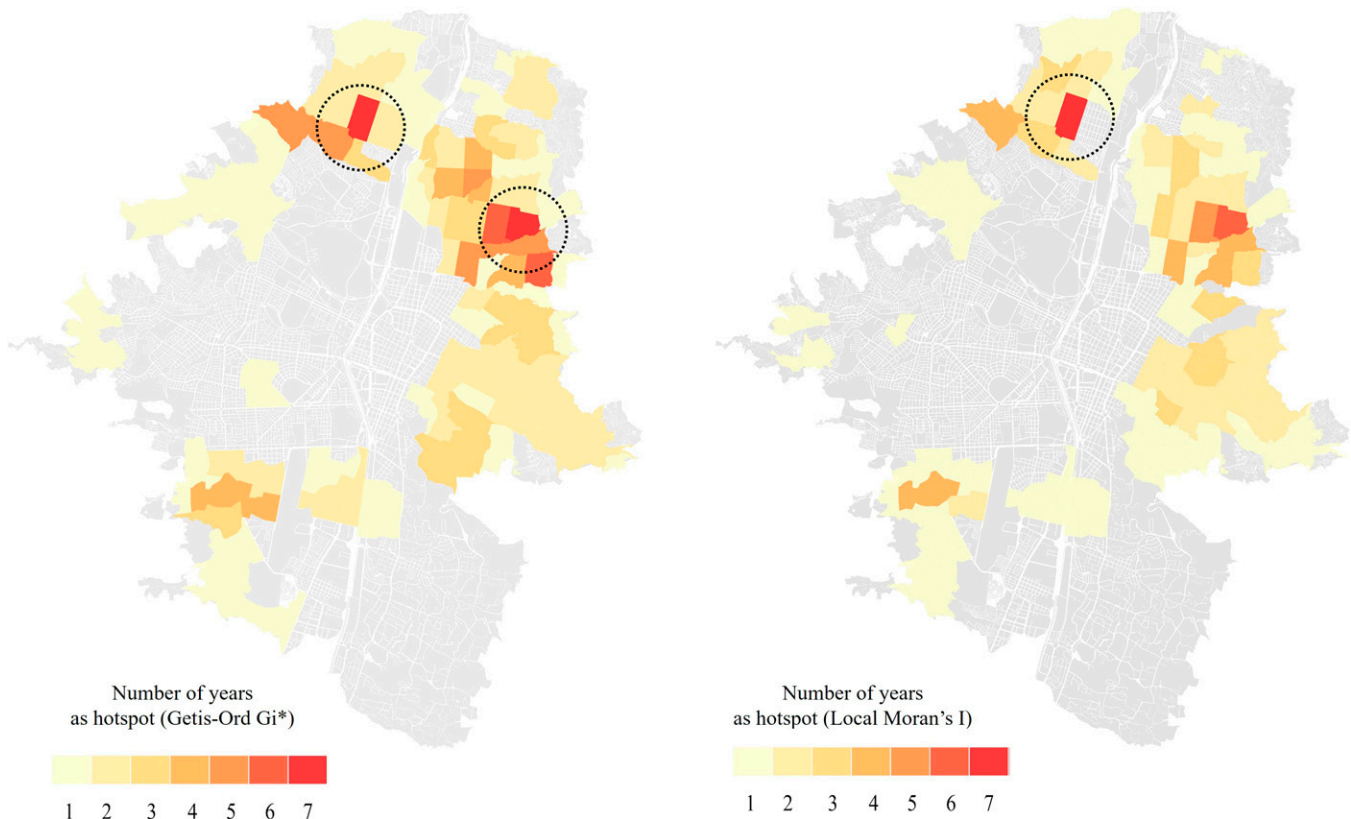 Number of years
as hotspot (Getis-Ord Gi*)
1 2 3 4 5 6 7
Number of years
as hotspot (Local Moran’s I)
1 2 3 4 5 6 7